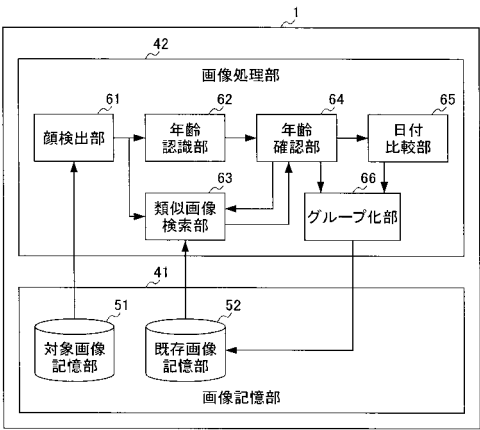 1
42
画像処理部
61
顔検出部
62
年齢
認識部
64
年齢
確認部
65
日付
比較部
63
類似画像
検索部
66
グループ化部
41
51
対象画像
記憶部
52
既存画像
記憶部
画像記憶部